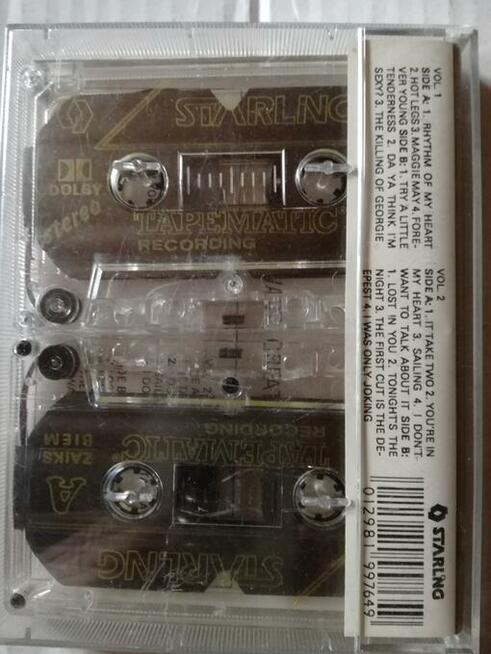 STARLING
DOLBY
stereo
TAPEMATIC
RECORDING
VOL. 1
SIDE A: 1. RHYTHM OF MY HEART
2. HOT LEGS 3. MAGGIE MAY 4. FORE-
VER YOUNG SIDE B: 1. TRY A LITTLE
TENDERNESS 2. DA YA THINK I'M
SEXY? 3. THE KILLING OF GEORGIE
VOL. 2
SIDE A: 1. IT TAKE TWO 2. YOU'RE IN
MY HEART 3. SAILING 4. I DON'T
WANT TO TALK ABOUT IT SIDE B:
1. LOST IN YOU 2. TONIGHT'S THE
NIGHT 3. THE FIRST CUT IS THE DE-
EPEST 4. I WAS ONLY JOKING
STARLING
0 12981 997649
A
ZAIKS
BIEM
TAPEMATIC
RECORDING
STARLING